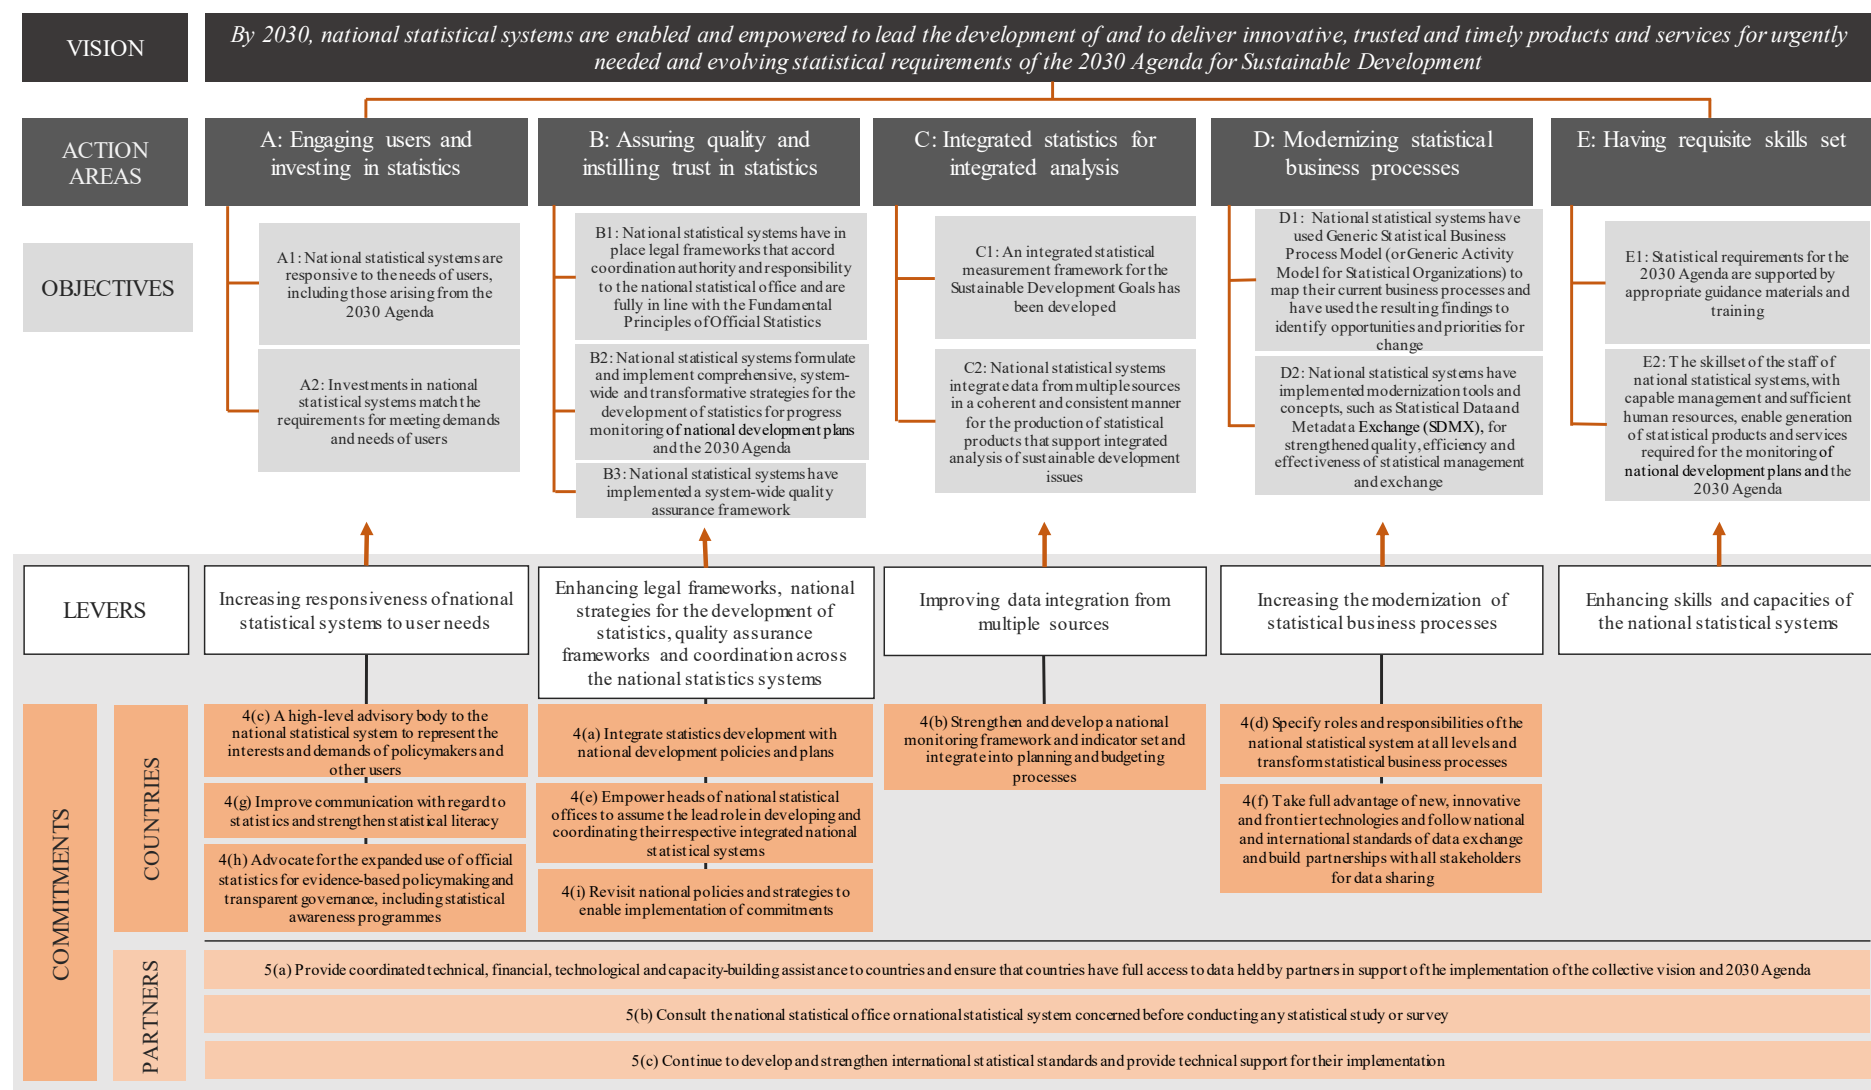 VISION
By 2030, national statistical systems are enabled and empowered to lead the development of and to deliver innovative, trusted and timely products and services for urgently
needed and evolving statistical requirements of the 2030 Agenda for Sustainable Development
ACTION
AREAS
A: Engaging users and
investing in statistics
B: Assuring quality and
instilling trust in statistics
C: Integrated statistics for
integrated analysis
D: Modernizing statistical
business processes
E: Having requisite skills set
OBJECTIVES
A1: National statistical systems are
responsive to the needs of users,
including those arising from the
2030 Agenda
A2: Investments in national
statistical systems match the
requirements for meeting demands
and needs of users
B1: National statistical systems have in
place legal frameworks that accord
coordination authority and responsibility
to the national statistical office and are
fully in line with the Fundamental
Principles of Official Statistics
B2: National statistical systems formulate
and implement comprehensive, system-
wide and transformative strategies for the
development of statistics for progress
monitoring of national development plans
and the 2030 Agenda
B3: National statistical systems have
implemented a system-wide quality
assurance framework
C1: An integrated statistical
measurement framework for the
Sustainable Development Goals has
been developed
C2: National statistical systems
integrate data from multiple sources
in a coherent and consistent manner
for the production of statistical
products that support integrated
analysis of sustainable development
issues
D1: National statistical systems have
used Generic Statistical Business
Process Model (or Generic Activity
Model for Statistical Organizations) to
map their current business processes and
have used the resulting findings to
identify opportunities and priorities for
change
D2: National statistical systems have
implemented modernization tools and
concepts, such as Statistical Data and
Metadata Exchange (SDMX), for
strengthened quality, efficiency and
effectiveness of statistical management
and exchange
E1: Statistical requirements for the
2030 Agenda are supported by
appropriate guidance materials and
training
E2: The skillset of the staff of
national statistical systems, with
capable management and sufficient
human resources, enable generation
of statistical products and services
required for the monitoring of
national development plans and the
2030 Agenda
LEVERS
Increasing responsiveness of national
statistical systems to user needs
Enhancing legal frameworks, national
strategies for the development of
statistics, quality assurance
frameworks and coordination across
the national statistics systems
Improving data integration from
multiple sources
Increasing the modernization of
statistical business processes
Enhancing skills and capacities of
the national statistical systems
COMMITMENTS
COUNTRIES
4(c) A high-level advisory body to the
national statistical system to represent the
interests and demands of policymakers and
other users
4(g) Improve communication with regard to
statistics and strengthen statistical literacy
4(h) Advocate for the expanded use of official
statistics for evidence-based policymaking and
transparent governance, including statistical
awareness programmes
4(a) Integrate statistics development with
national development policies and plans
4(e) Empower heads of national statistical
offices to assume the lead role in developing and
coordinating their respective integrated national
statistical systems
4(i) Revisit national policies and strategies to
enable implementation of commitments
4(b) Strengthen and develop a national
monitoring framework and indicator set and
integrate into planning and budgeting
processes
4(d) Specify roles and responsibilities of the
national statistical system at all levels and
transform statistical business processes
4(f) Take full advantage of new, innovative
and frontier technologies and follow national
and international standards of data exchange
and build partnerships with all stakeholders
for data sharing
PARTNERS
5(a) Provide coordinated technical, financial, technological and capacity-building assistance to countries and ensure that countries have full access to data held by partners in support of the implementation of the collective vision and 2030 Agenda
5(b) Consult the national statistical office or national statistical system concerned before conducting any statistical study or survey
5(c) Continue to develop and strengthen international statistical standards and provide technical support for their implementation